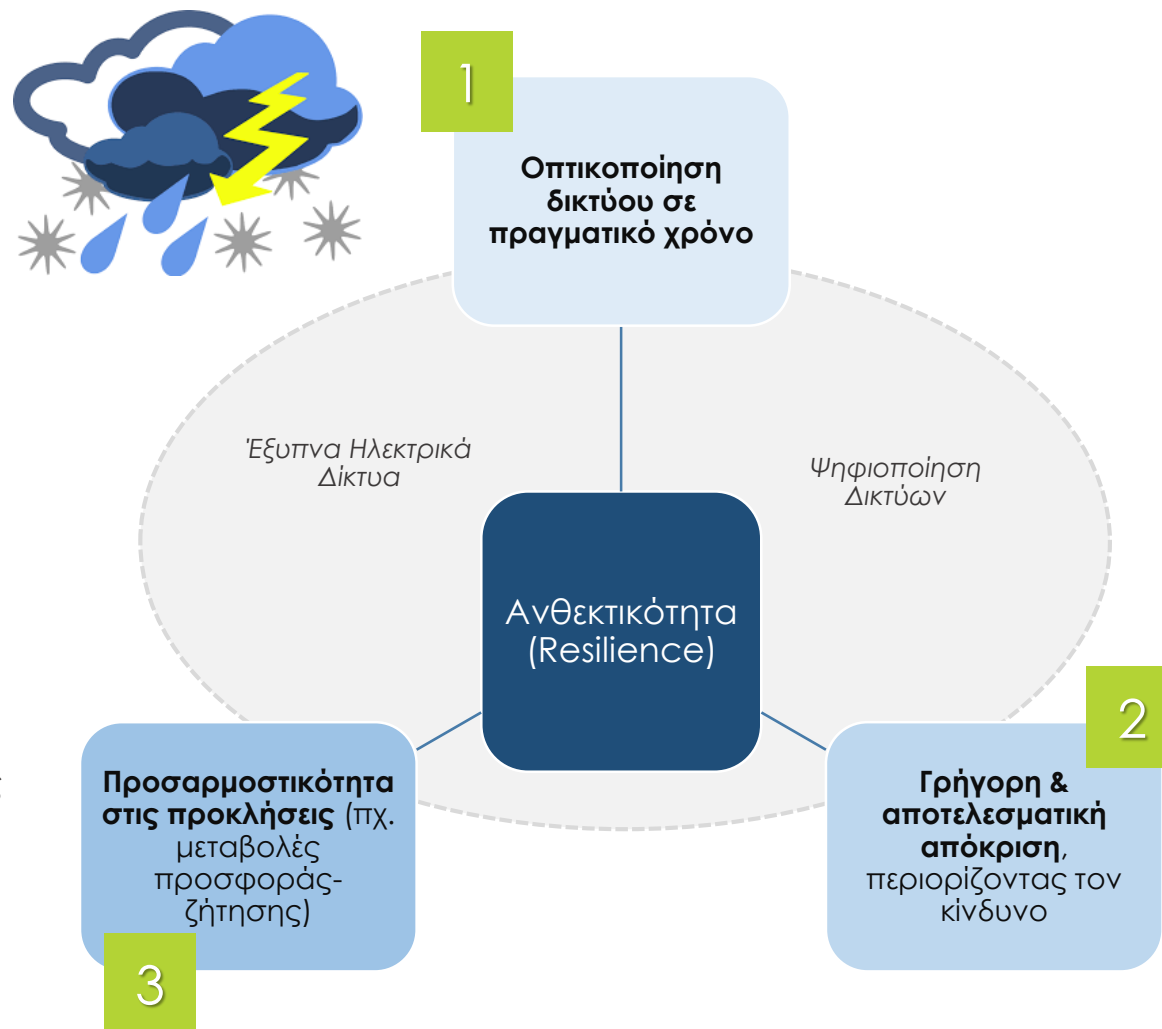 1
Οπτικοποίηση
δικτύου σε
πραγματικό χρόνο
Έξυπνα Ηλεκτρικά
Δίκτυα
Ψηφιοποίηση
Δικτύων
Ανθεκτικότητα
(Resilience)
2
Γρήγορη &
αποτελεσματική
απόκριση,
περιορίζοντας τον
κίνδυνο
ς
Προσαρμοστικότητα
στις προκλήσεις (πχ.
μεταβολές
προσφοράς-
ζήτησης)
3